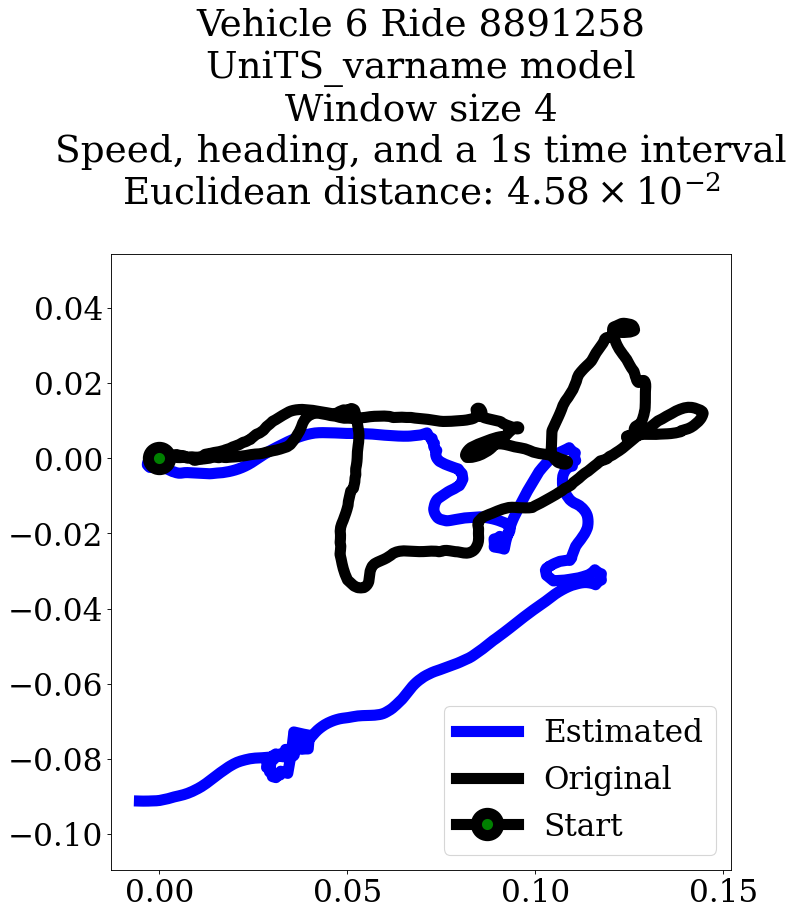 Vehicle 6 Ride 8891258
UniTS_varname model
Window size 4
Speed, heading, and a 1s time interval
Euclidean distance: 4.58 × 10⁻²
0.04
0.02
0.00
−0.02
−0.04
−0.06
−0.08
−0.10
Estimated
Original
Start
0.00 0.05 0.10 0.15